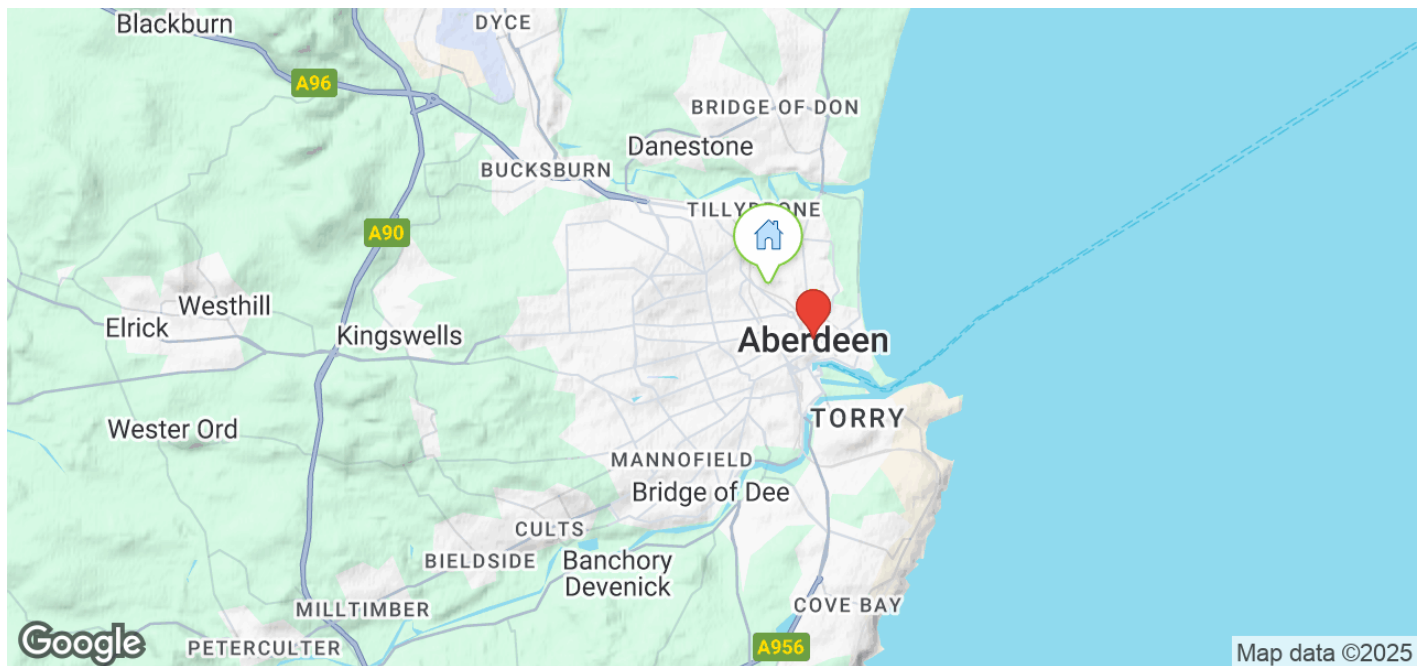 Blackburn
DYCE
A96
BRIDGE OF DON
Danestone
BUCKSBURN
A90
Westhill
Elrick
Kingswells
Aberdeen
TORRY
Wester Ord
MANNOFIELD
Bridge of Dee
CULTS
BIELDSIDE
Banchory
Devenick
MILLTIMBER
COVE BAY
PETERCULTER
A956
Google
Map data ©2025